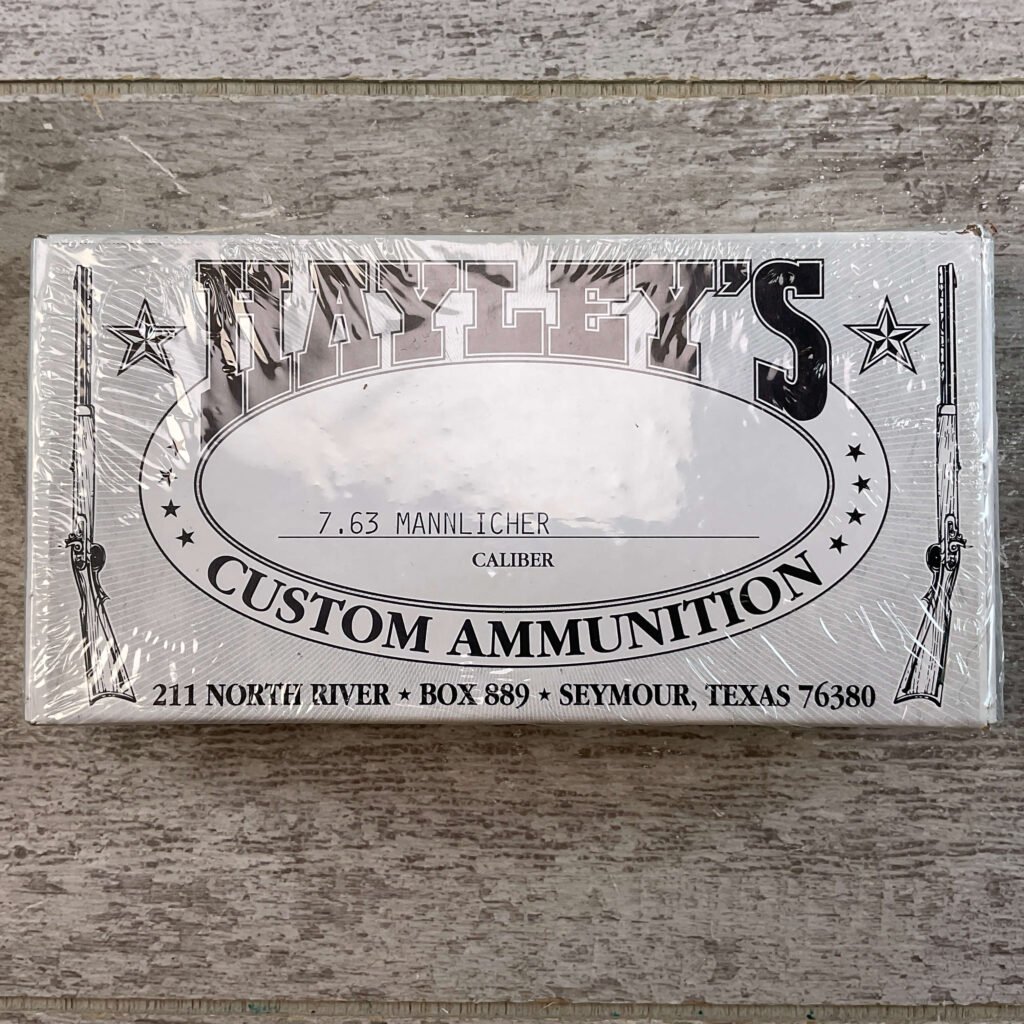 HAYLEY'S
7.63 MANNLICHER
CALIBER
CUSTOM AMMUNITION
211 NORTH RIVER ★ BOX 889 ★ SEYMOUR, TEXAS 76380